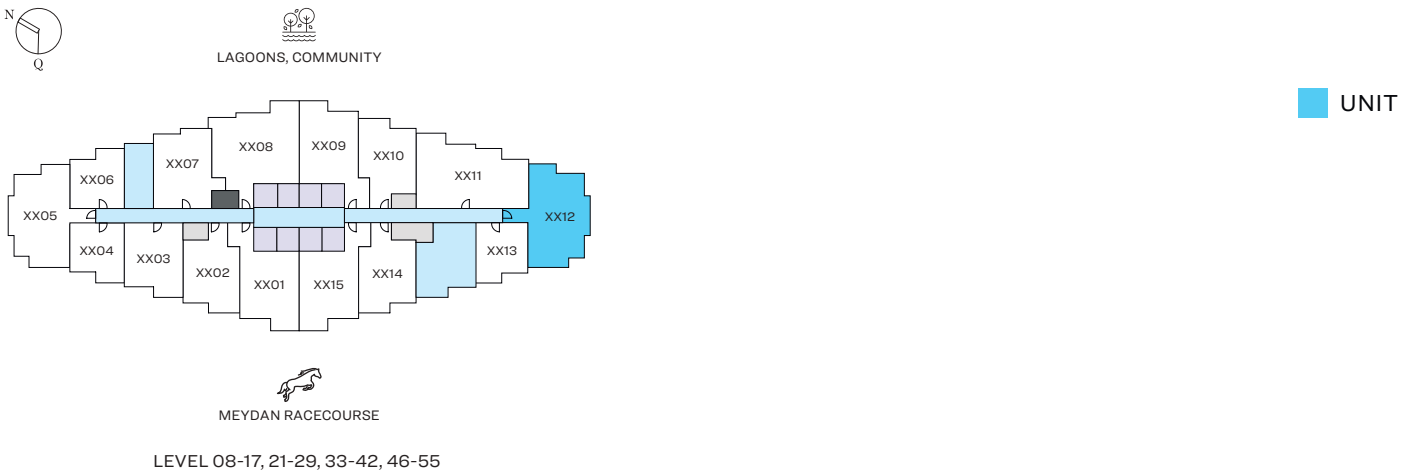 N
Q
LAGOONS, COMMUNITY
UNIT
XX08
XX09
XX10
XX07
XX06
XX11
XX05
XX12
XX04
XX03
XX02
XX01
XX15
XX14
XX13
MEYDAN RACECOURSE
LEVEL 08-17, 21-29, 33-42, 46-55